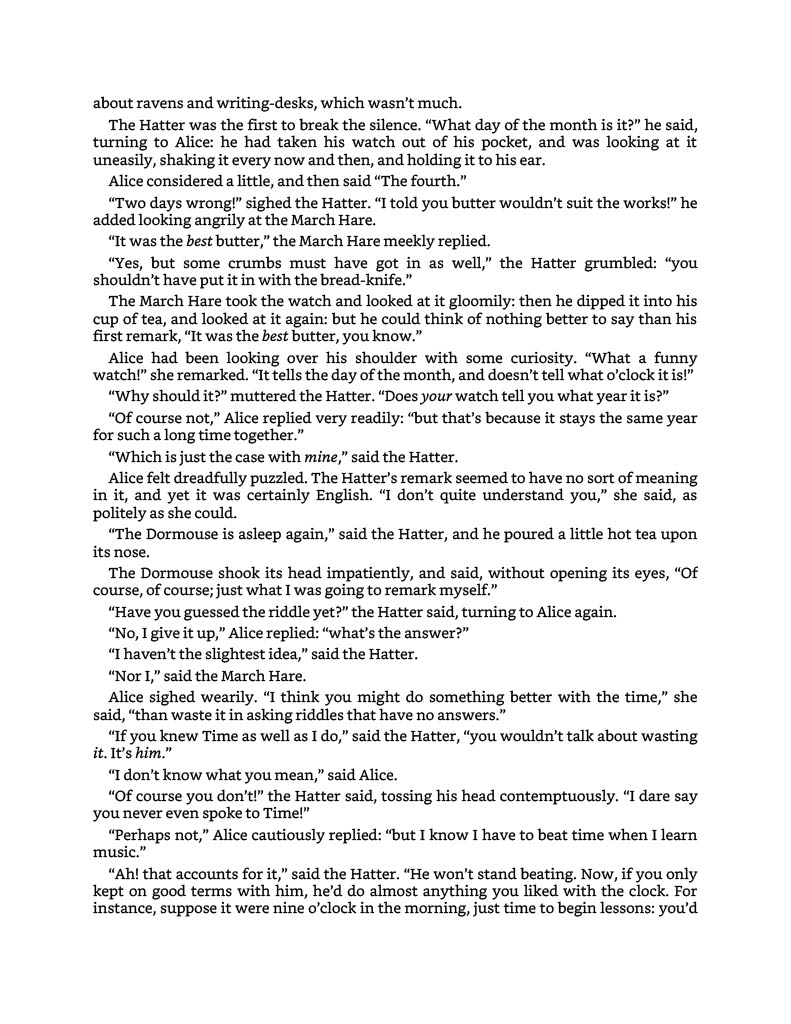 about ravens and writing-desks, which wasn’t much.
The Hatter was the first to break the silence. “What day of the month is it?” he said,
turning to Alice: he had taken his watch out of his pocket, and was looking at it
uneasily, shaking it every now and then, and holding it to his ear.
Alice considered a little, and then said “The fourth.”
“Two days wrong!” sighed the Hatter. “I told you butter wouldn’t suit the works!” he
added looking angrily at the March Hare.
“It was the best butter,” the March Hare meekly replied.
“Yes, but some crumbs must have got in as well,” the Hatter grumbled: “you
shouldn’t have put it in with the bread-knife.”
The March Hare took the watch and looked at it gloomily: then he dipped it into his
cup of tea, and looked at it again: but he could think of nothing better to say than his
first remark, “It was the best butter, you know.”
Alice had been looking over his shoulder with some curiosity. “What a funny
watch!” she remarked. “It tells the day of the month, and doesn’t tell what o’clock it is!”
“Why should it?” muttered the Hatter. “Does your watch tell you what year it is?”
“Of course not,” Alice replied very readily: “but that’s because it stays the same year
for such a long time together.”
“Which is just the case with mine,” said the Hatter.
Alice felt dreadfully puzzled. The Hatter’s remark seemed to have no sort of meaning
in it, and yet it was certainly English. “I don’t quite understand you,” she said, as
politely as she could.
“The Dormouse is asleep again,” said the Hatter, and he poured a little hot tea upon
its nose.
The Dormouse shook its head impatiently, and said, without opening its eyes, “Of
course, of course; just what I was going to remark myself.”
“Have you guessed the riddle yet?” the Hatter said, turning to Alice again.
“No, I give it up,” Alice replied: “what’s the answer?”
“I haven’t the slightest idea,” said the Hatter.
“Nor I,” said the March Hare.
Alice sighed wearily. “I think you might do something better with the time,” she
said, “than waste it in asking riddles that have no answers.”
“If you knew Time as well as I do,” said the Hatter, “you wouldn’t talk about wasting
it. It’s him.”
“I don’t know what you mean,” said Alice.
“Of course you don’t!” the Hatter said, tossing his head contemptuously. “I dare say
you never even spoke to Time!”
“Perhaps not,” Alice cautiously replied: “but I know I have to beat time when I learn
music.”
“Ah! that accounts for it,” said the Hatter. “He won’t stand beating. Now, if you only
kept on good terms with him, he’d do almost anything you liked with the clock. For
instance, suppose it were nine o’clock in the morning, just time to begin lessons: you’d